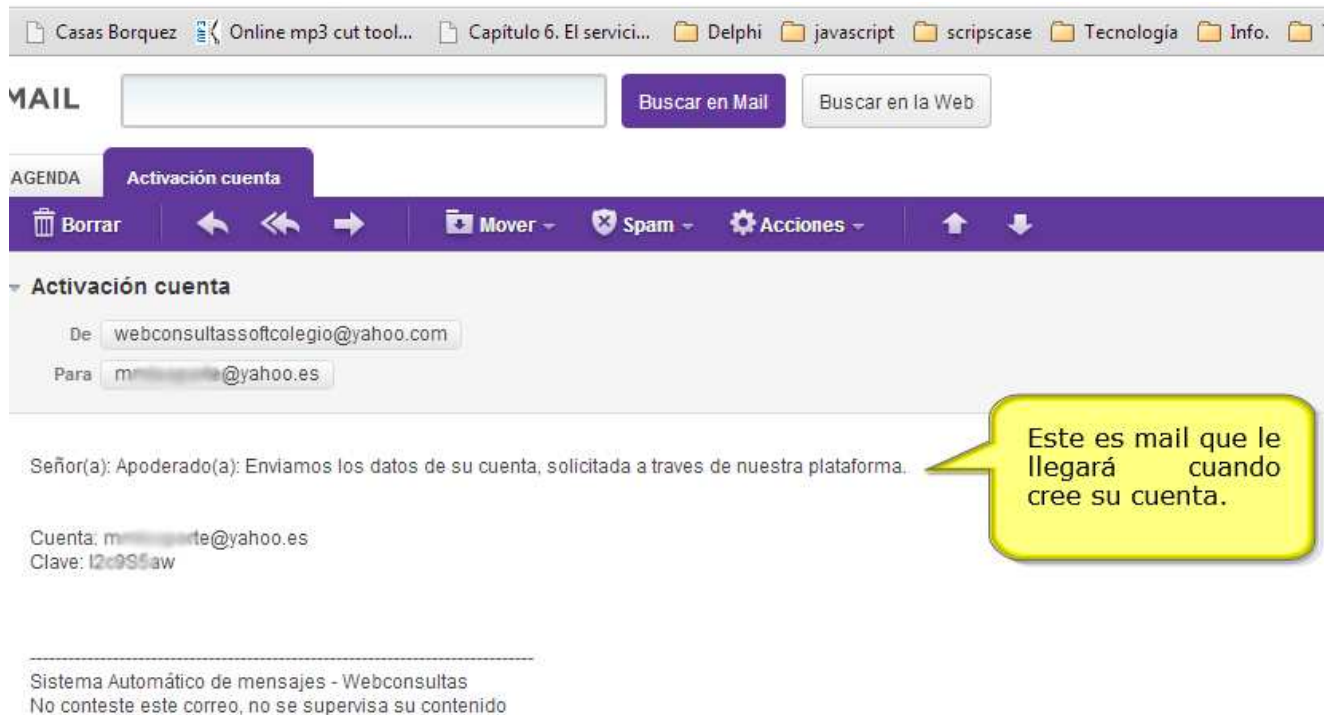 Casas Borquez Online mp3 cut tool... Capítulo 6. El servici... Delphi javascript scripscase Tecnología Info.
MAIL Buscar en Mail Buscar en la Web
AGENDA Activación cuenta
Borrar Mover Spam Acciones
Activación cuenta
De webconsultassoftcolegio@yahoo.com
Para @yahoo.es
Señor(a): Apoderado(a): Enviamos los datos de su cuenta, solicitada a traves de nuestra plataforma.
Este es mail que le
llegará cuando
cree su cuenta.
Cuenta: @yahoo.es
Clave:
--------------------------------------------------------------------------------
Sistema Automático de mensajes - Webconsultas
No conteste este correo, no se supervisa su contenido